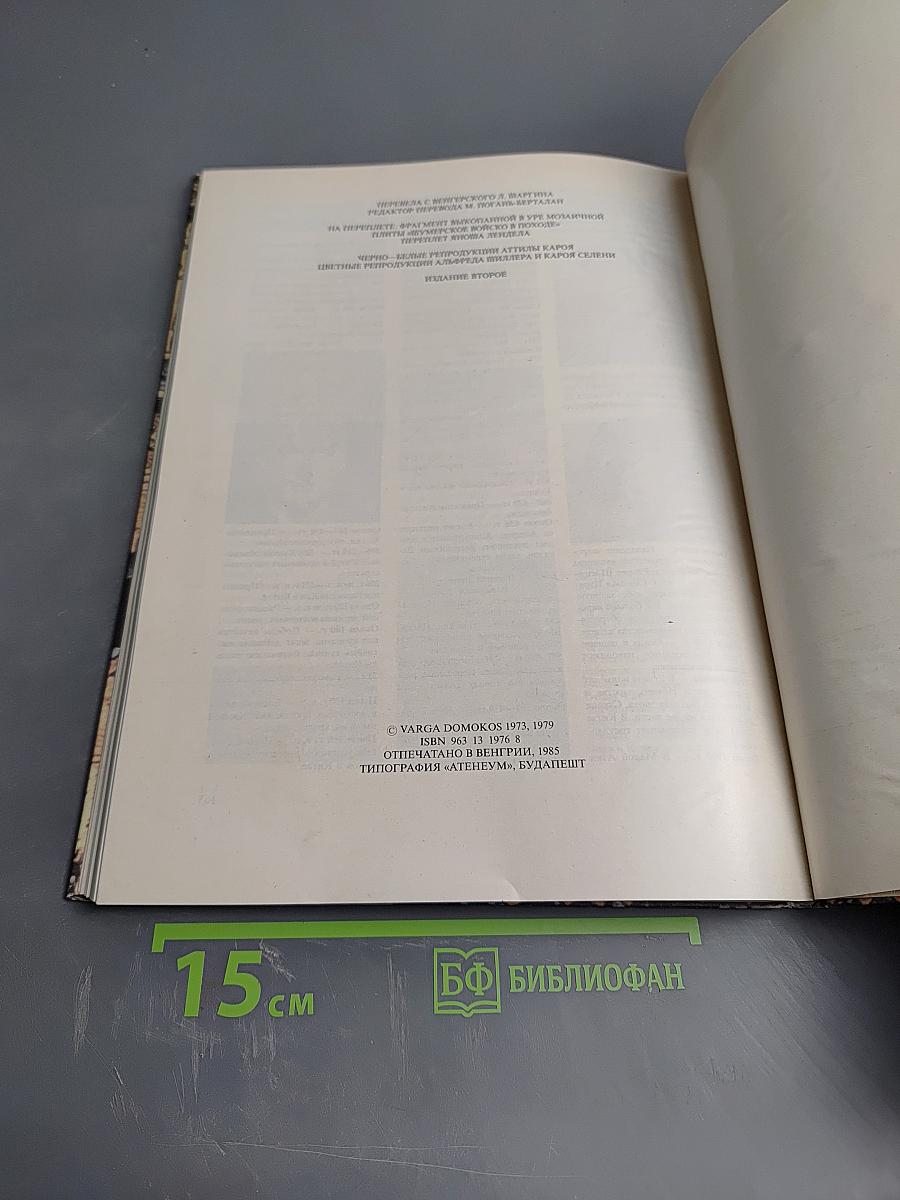 ПЕРЕВЕЛА С ВЕНГЕРСКОГО Л. ШАРГИНА
РЕДАКТОР ПЕРЕВОДА М. ПОГАНЬ-БЕРТАЛАН
НА ПЕРЕПЛЕТЕ: ФРАГМЕНТ ВЫКОПАННОЙ В УРЕ МОЗАИЧНОЙ
ПЛИТЫ «ШУМЕРСКОЕ ВОЙСКО В ПОХОДЕ»
ПЕРЕПЛЕТ ЯНОША ЛЕНДЕЛА
ЧЕРНО—БЕЛЫЕ РЕПРОДУКЦИИ АТТИЛЫ КАРОЯ
ЦВЕТНЫЕ РЕПРОДУКЦИИ АЛЬФРЕДА ШИЛЛЕРА И КАРОЯ СЕЛЕНИ
ИЗДАНИЕ ВТОРОЕ
© VARGA DOMOKOS 1973, 1979
ISBN 963 13 1976 8
ОТПЕЧАТАНО В ВЕНГРИИ, 1985
ТИПОГРАФИЯ «АТЕНЕУМ», БУДАПЕШТ
15 см
БФ БИБЛИОФАН